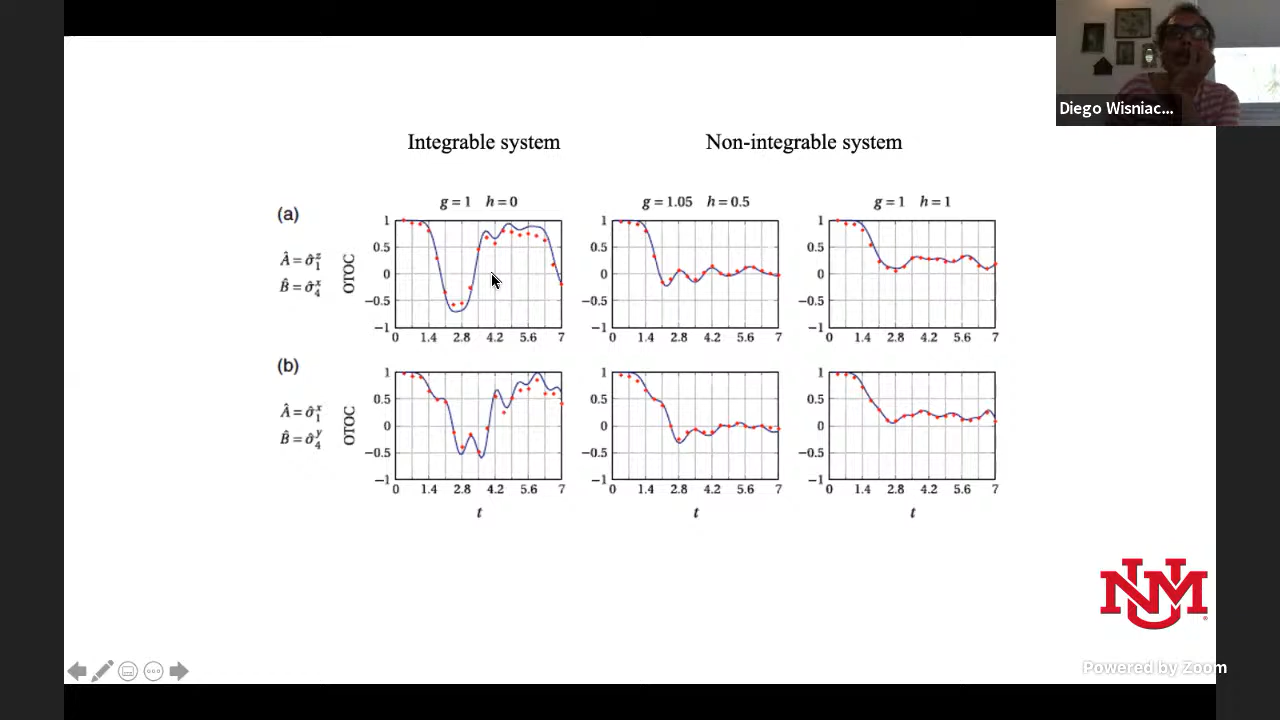 Diego Wisniac...
Integrable system Non-integrable system
g = 1 h = 0 g = 1.05 h = 0.5 g = 1 h = 1
(a)
Â = σ̂₁ᶻ
B̂ = σ̂₄ˣ
OTOC
1 0.5 0 −0.5 −1
0 1.4 2.8 4.2 5.6 7
1 0.5 0 −0.5 −1
0 1.4 2.8 4.2 5.6 7
1 0.5 0 −0.5 −1
0 1.4 2.8 4.2 5.6 7
(b)
Â = σ̂₁ˣ
B̂ = σ̂₄ʸ
OTOC
1 0.5 0 −0.5 −1
0 1.4 2.8 4.2 5.6 7
1 0.5 0 −0.5 −1
0 1.4 2.8 4.2 5.6 7
1 0.5 0 −0.5 −1
0 1.4 2.8 4.2 5.6 7
t t t
NM
U
®
Powered by Zoom